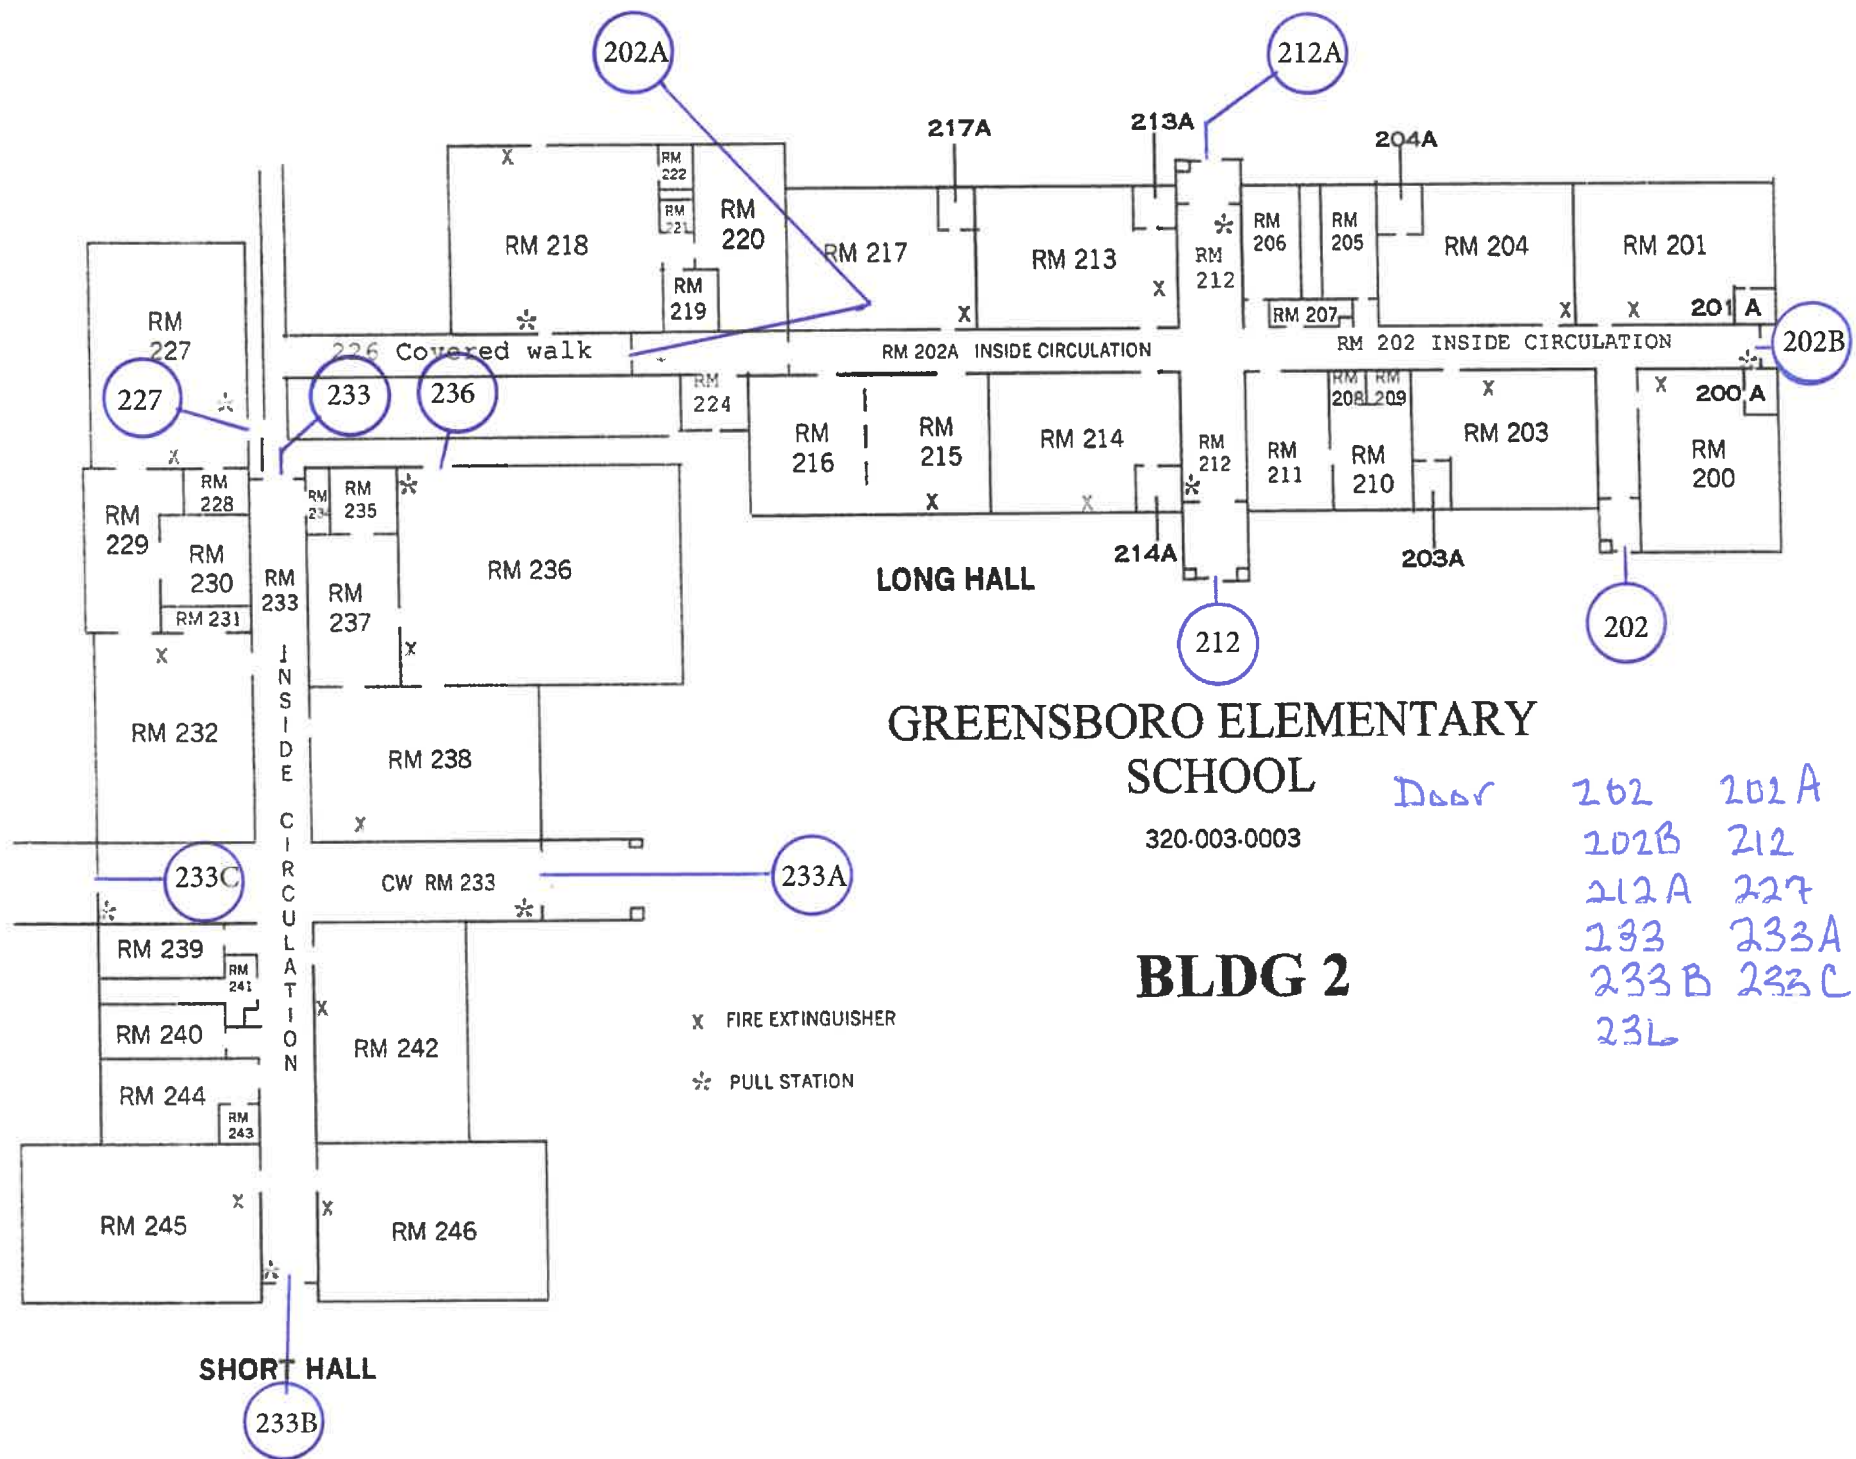 202A
212A
217A
213A
204A
RM 222
RM 221
RM 220
RM 218
RM 219
RM 217
RM 213
RM 212
RM 206
RM 205
RM 204
RM 201
RM 207
201 A
RM 227
226 Covered walk
RM 202A INSIDE CIRCULATION
RM 202 INSIDE CIRCULATION
202B
227
233
236
RM 224
RM 208
RM 209
200 A
RM 216
RM 215
RM 214
RM 212
RM 211
RM 210
RM 203
RM 200
RM 228
RM 229
RM 230
RM 231
RM 234
RM 235
RM 233 INSIDE CIRCULATION
RM 237
RM 236
LONG HALL
214A
203A
212
202
RM 232
RM 238
GREENSBORO ELEMENTARY
SCHOOL
320-003-0003
BLDG 2
Door 202 202A
202B 212
212A 227
233 233A
233B 233C
236
233C
CW RM 233
233A
RM 239
RM 241
RM 240
RM 242
RM 244
RM 243
X FIRE EXTINGUISHER
PULL STATION
RM 245
RM 246
SHORT HALL
233B